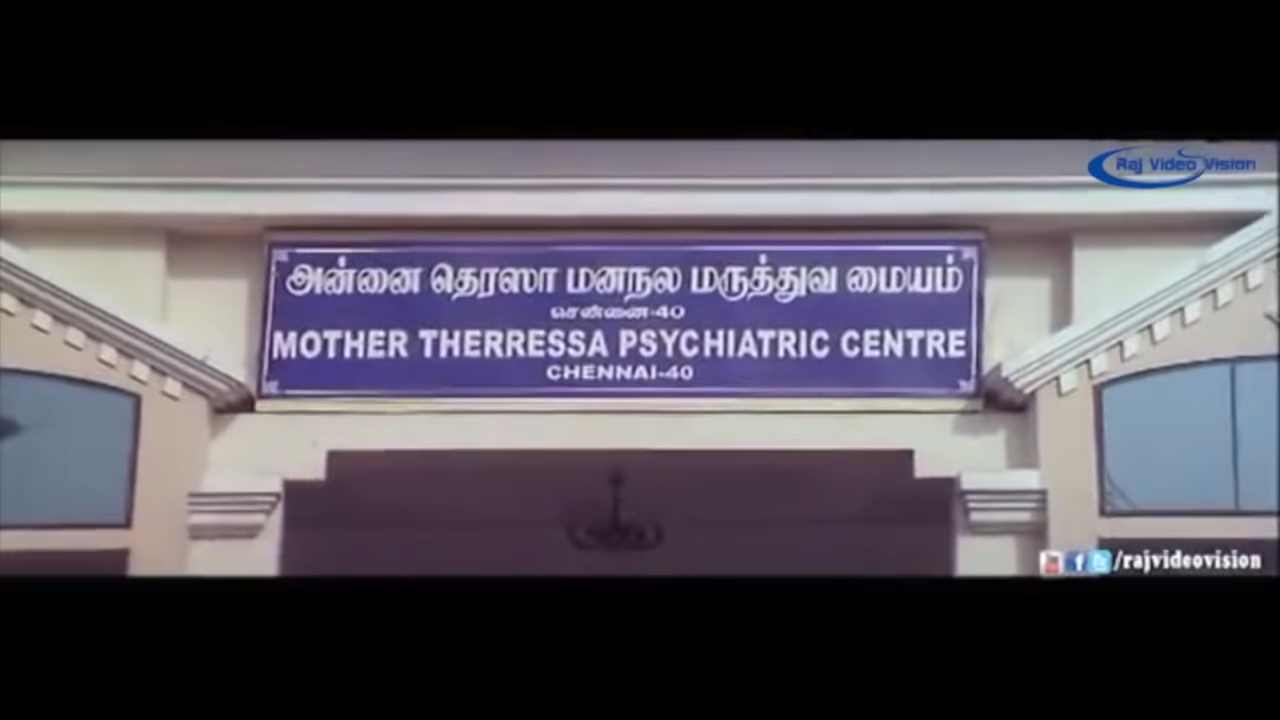 Raj Video Vision
அன்னை தெரஸா மனநல மருத்துவ மையம்
சென்னை-40
MOTHER THERRESSA PSYCHIATRIC CENTRE
CHENNAI-40
/rajvideovision